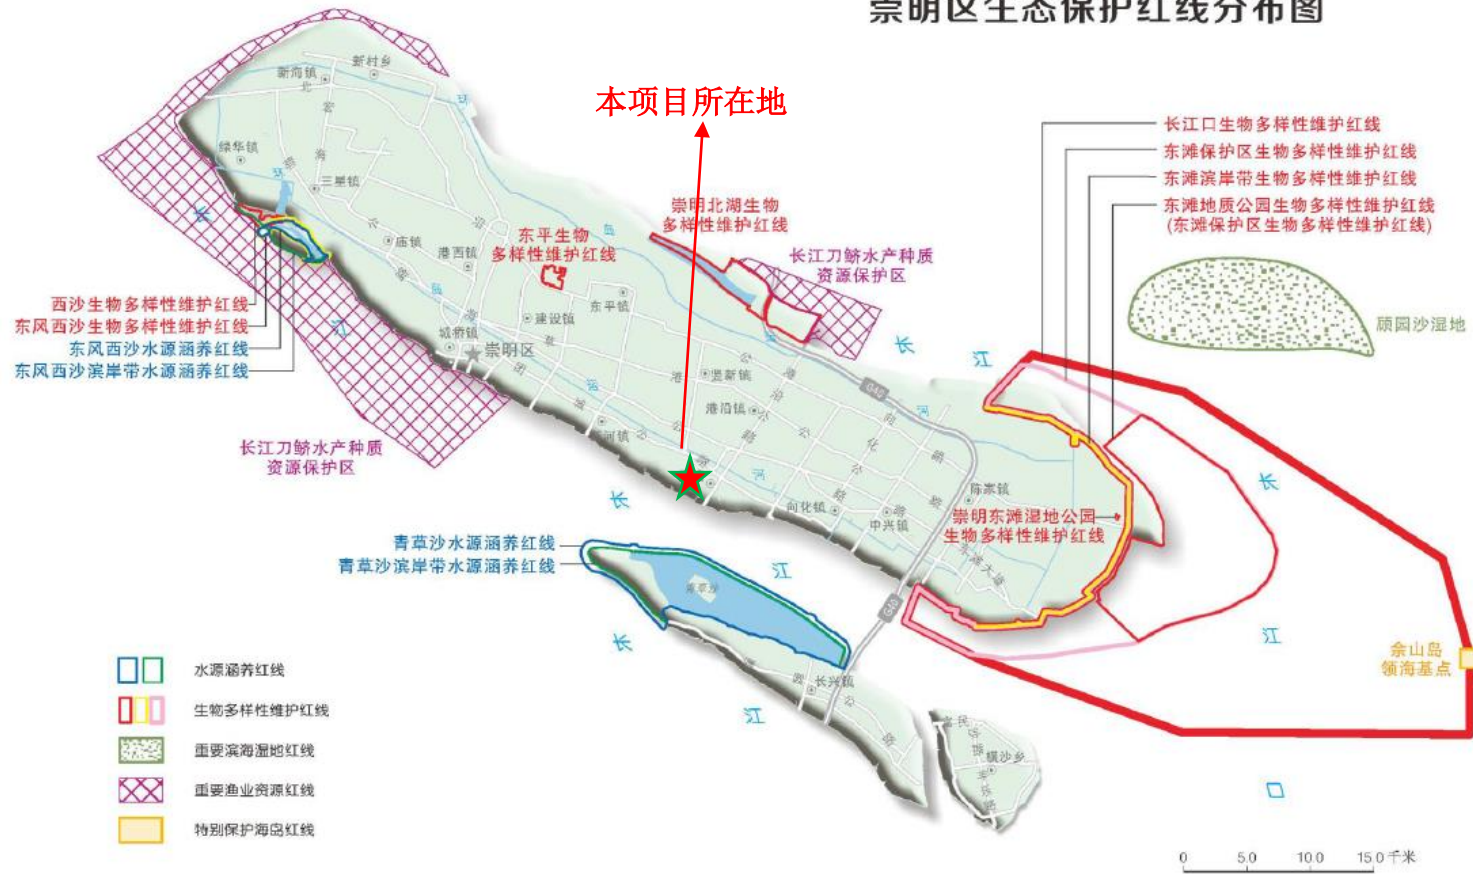 崇明区生态保护红线分布图
新村乡
新海镇
北
本项目所在地
长江口生物多样性维护红线
东滩保护区生物多样性维护红线
绿华镇
海
三星镇
东滩滨岸带生物多样性维护红线
东滩地质公园生物多样性维护红线
(东滩保护区生物多样性维护红线)
崇明北湖生物
多样性维护红线
长
东平生物
多样性维护红线
庙镇
港西镇
长江刀鲚水产种质
资源保护区
西沙生物多样性维护红线
东风西沙生物多样性维护红线
东风西沙水源涵养红线
东风西沙滨岸带水源涵养红线
江
东平镇
建设镇
城桥镇
崇明区
顾园沙湿地
长
江
竖新镇
港沿镇
G40
河
长江刀鲚水产种质
资源保护区
河镇
长
向化镇
中兴镇
陈家镇
长
崇明东滩湿地公园
生物多样性维护红线
东滩大道
青草沙水源涵养红线
青草沙滨岸带水源涵养红线
江
青草沙
G40
长
江
佘山岛
领海基点
水源涵养红线
长兴镇
生物多样性维护红线
江
重要滨海湿地红线
横沙乡
重要渔业资源红线
口
特别保护海岛红线
0 5.0 10.0 15.0 千米